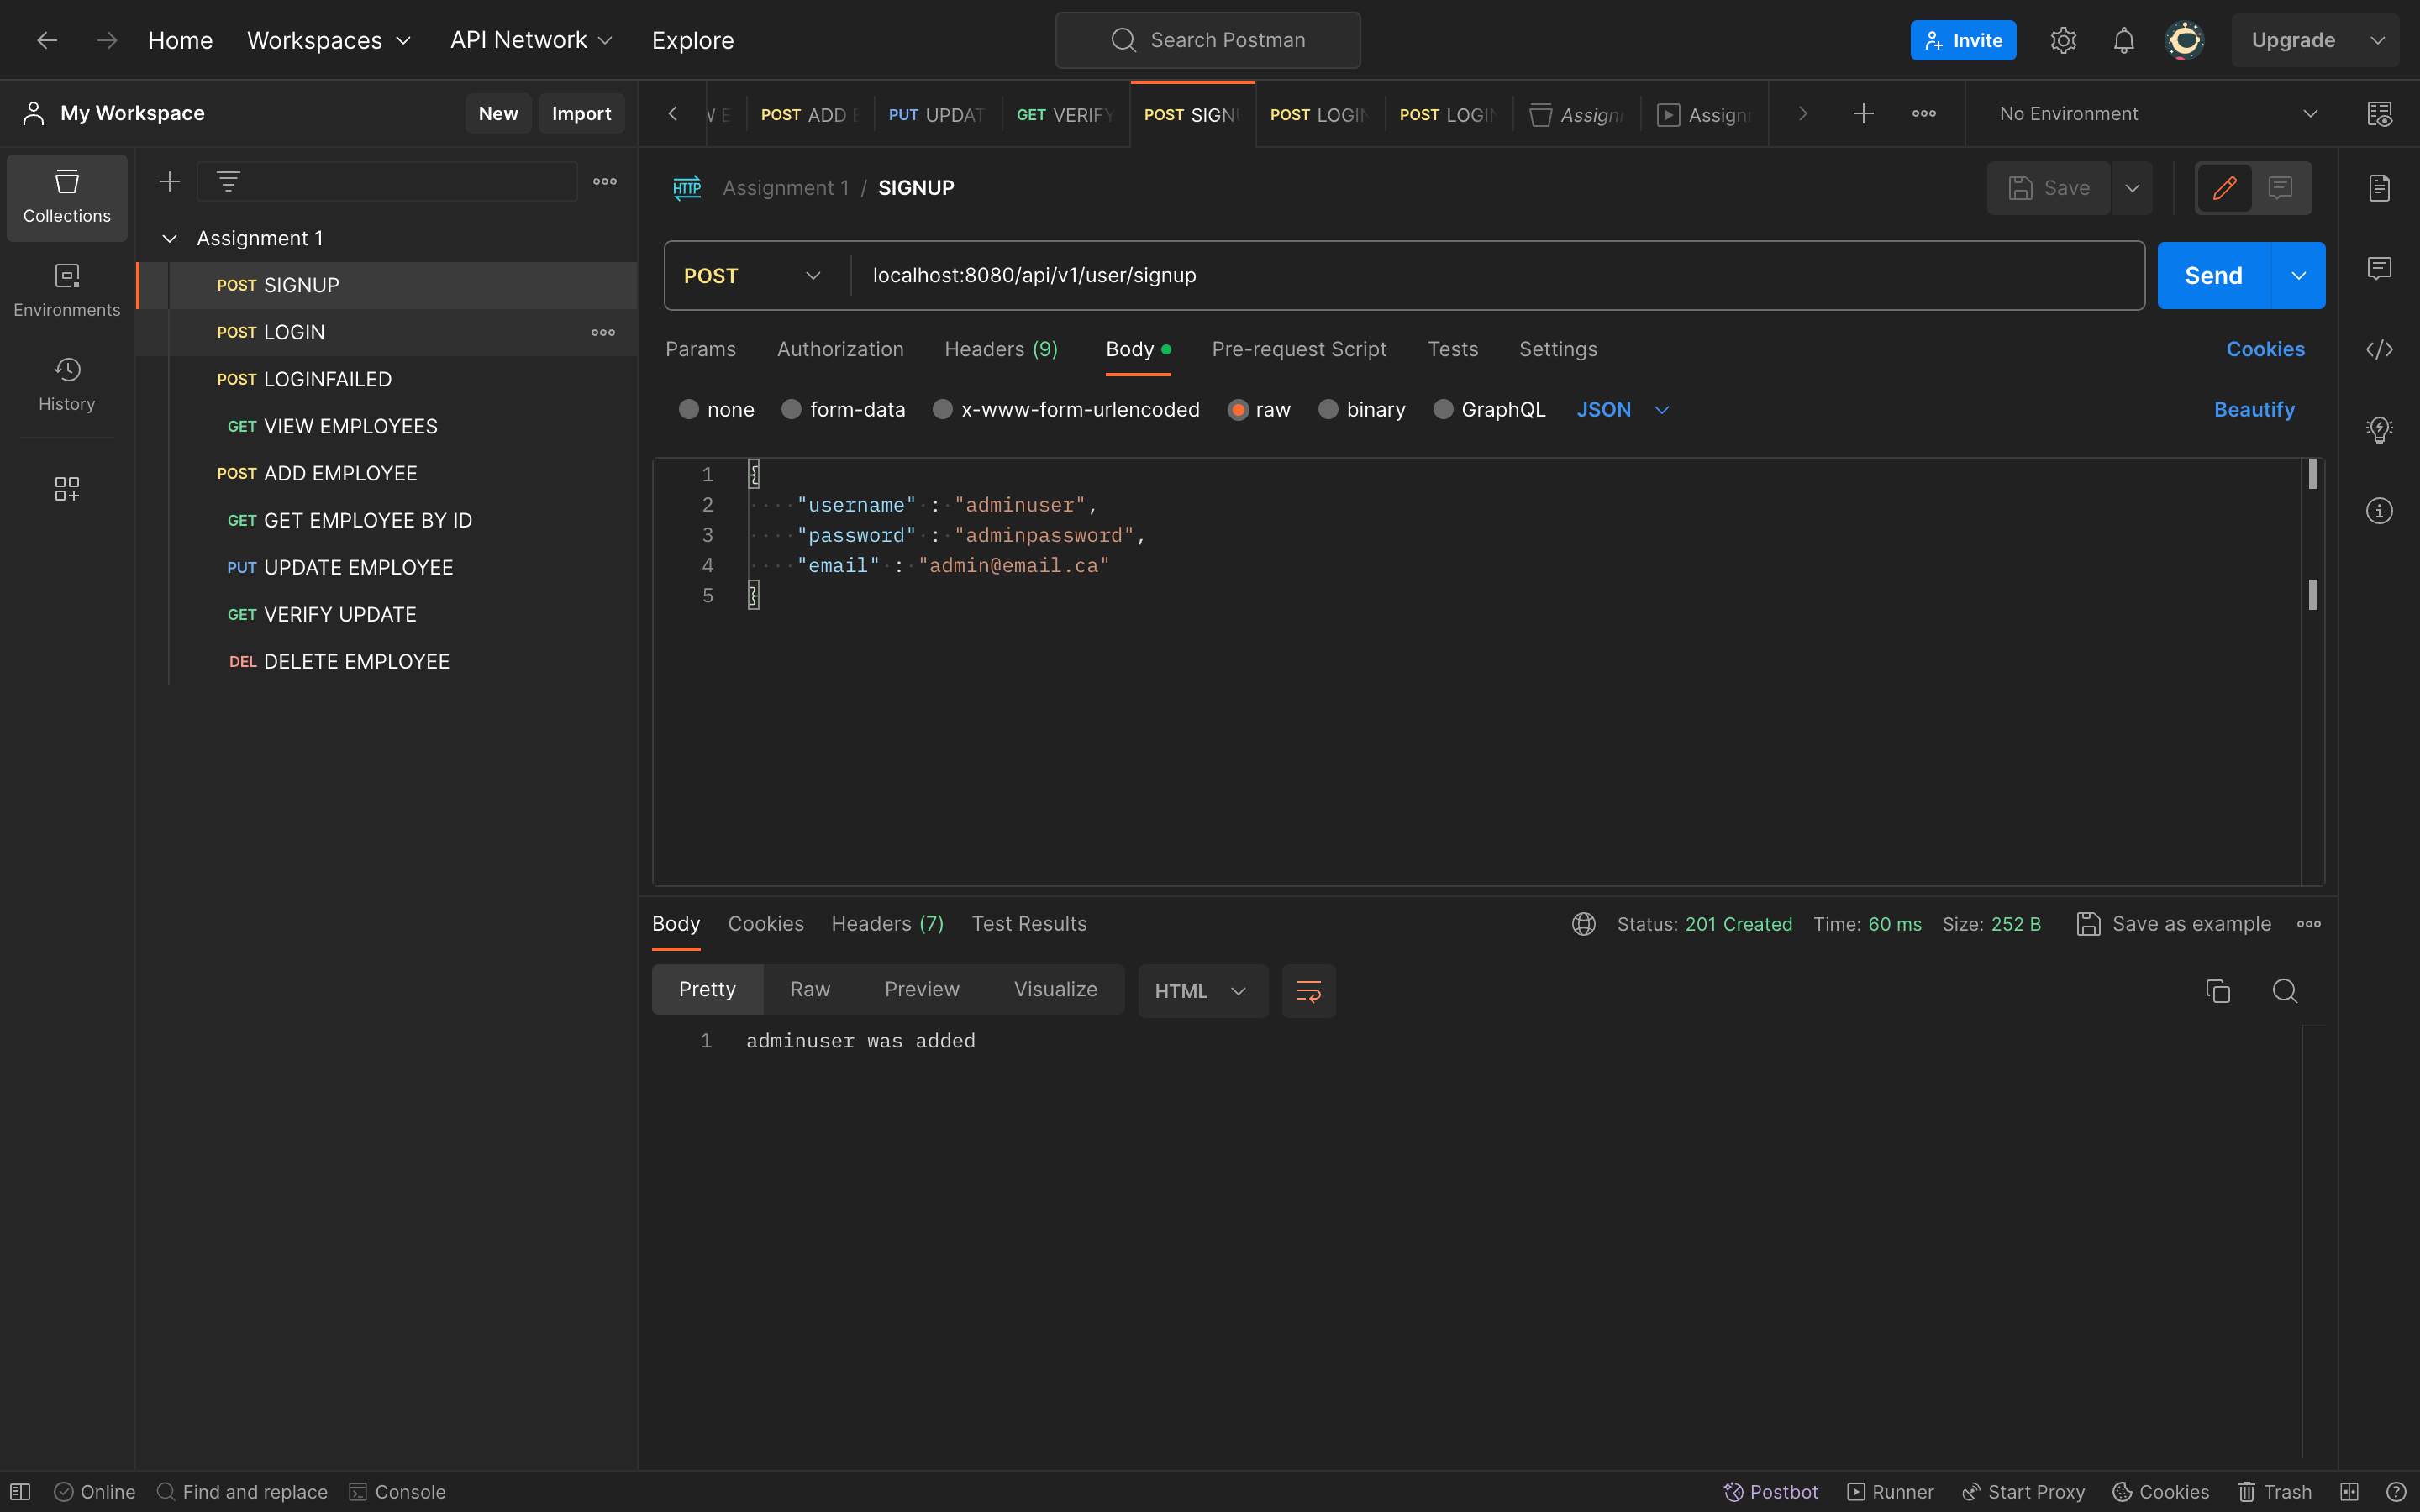 Home Workspaces API Network Explore Search Postman Invite Upgrade
My Workspace New Import
POST ADD PUT UPDAT GET VERIFY POST SIGN POST LOGIN POST LOGIN Assign Assign No Environment
Collections
Environments
History
Assignment 1
POST SIGNUP
POST LOGIN
POST LOGINFAILED
GET VIEW EMPLOYEES
POST ADD EMPLOYEE
GET GET EMPLOYEE BY ID
PUT UPDATE EMPLOYEE
GET VERIFY UPDATE
DEL DELETE EMPLOYEE
HTTP Assignment 1 / SIGNUP Save
POST localhost:8080/api/v1/user/signup Send
Params Authorization Headers (9) Body Pre-request Script Tests Settings Cookies
none form-data x-www-form-urlencoded raw binary GraphQL JSON Beautify
1 {
2 "username" : "adminuser",
3 "password" : "adminpassword",
4 "email" : "admin@email.ca"
5 }
Body Cookies Headers (7) Test Results Status: 201 Created Time: 60 ms Size: 252 B Save as example
Pretty Raw Preview Visualize HTML
1 adminuser was added
Online Find and replace Console Postbot Runner Start Proxy Cookies Trash